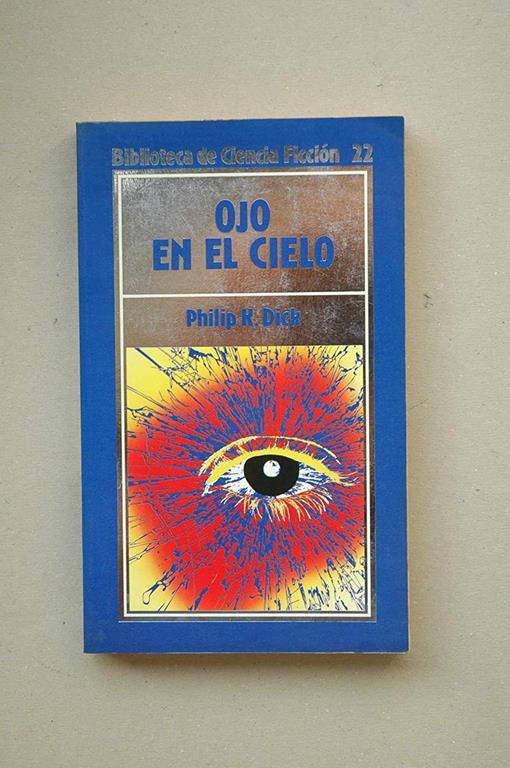 Biblioteca de Ciencia Ficción 22
OJO
EN EL CIELO
Philip K. Dick